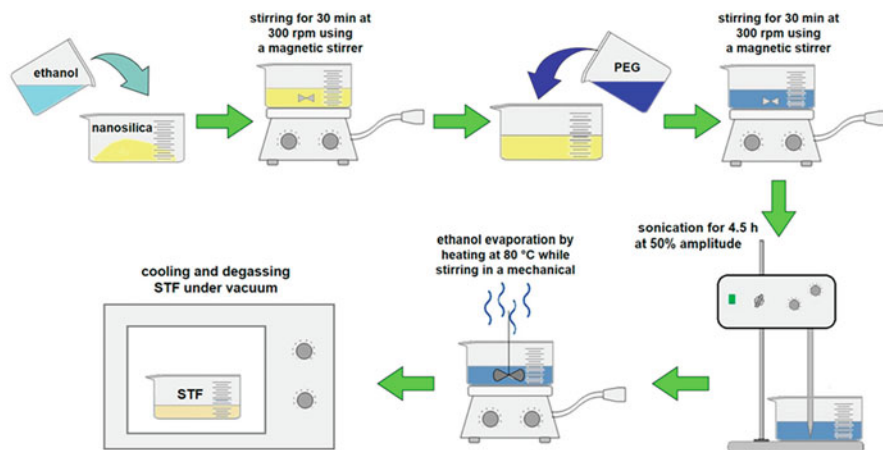 ethanol
nanosilica
stirring for 30 min at
300 rpm using
a magnetic stirrer
PEG
stirring for 30 min at
300 rpm using
a magnetic stirrer
sonication for 4.5 h
at 50% amplitude
ethanol evaporation by
heating at 80 °C while
stirring in a mechanical
cooling and degassing
STF under vacuum
STF